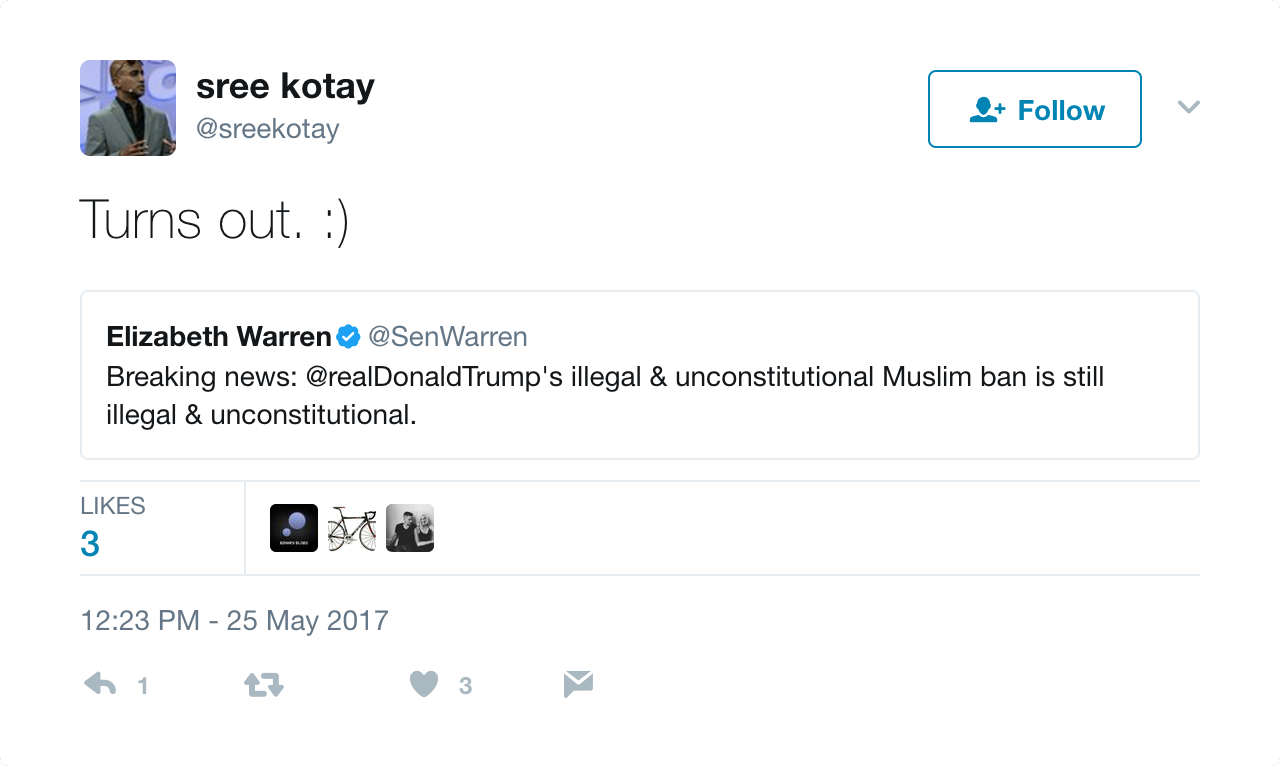 sree kotay
@sreekotay
Follow
Turns out. :)
Elizabeth Warren @SenWarren
Breaking news: @realDonaldTrump's illegal & unconstitutional Muslim ban is still
illegal & unconstitutional.
LIKES
3
12:23 PM - 25 May 2017
1 3